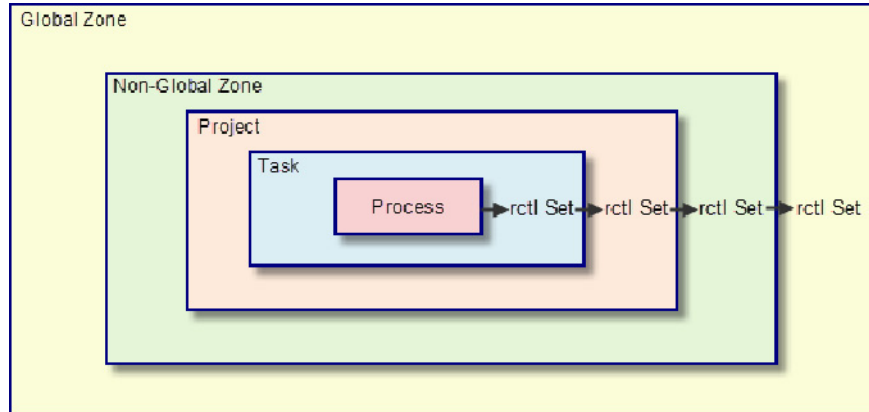 Global Zone
Non-Global Zone
Project
Task
Process
rctl Set
rctl Set
rctl Set
rctl Set